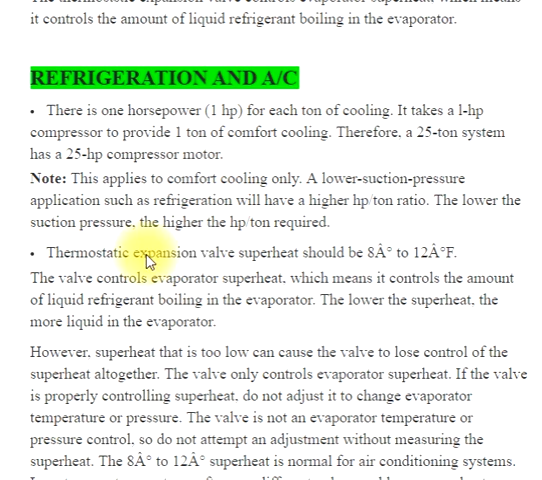 it controls the amount of liquid refrigerant boiling in the evaporator.
REFRIGERATION AND A/C
• There is one horsepower (1 hp) for each ton of cooling. It takes a l-hp
compressor to provide 1 ton of comfort cooling. Therefore, a 25-ton system
has a 25-hp compressor motor.
Note: This applies to comfort cooling only. A lower-suction-pressure
application such as refrigeration will have a higher hp/ton ratio. The lower the
suction pressure, the higher the hp/ton required.
• Thermostatic expansion valve superheat should be 8Â° to 12Â°F.
The valve controls evaporator superheat, which means it controls the amount
of liquid refrigerant boiling in the evaporator. The lower the superheat, the
more liquid in the evaporator.
However, superheat that is too low can cause the valve to lose control of the
superheat altogether. The valve only controls evaporator superheat. If the valve
is properly controlling superheat, do not adjust it to change evaporator
temperature or pressure. The valve is not an evaporator temperature or
pressure control, so do not attempt an adjustment without measuring the
superheat. The 8Â° to 12Â° superheat is normal for air conditioning systems.